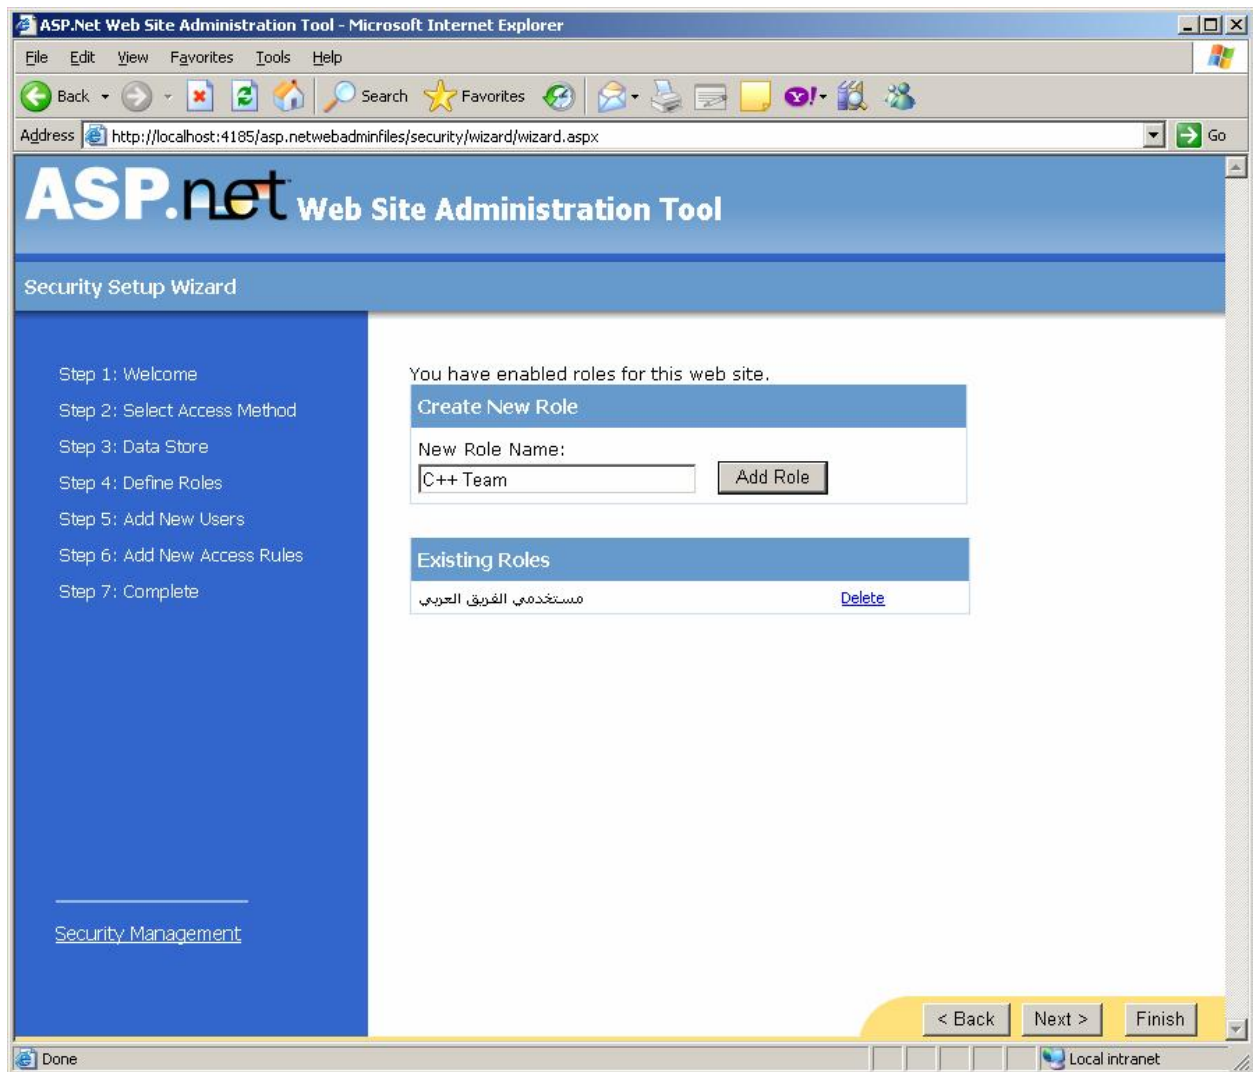 ASP.Net Web Site Administration Tool - Microsoft Internet Explorer
File Edit View Favorites Tools Help
Back Search Favorites
Address http://localhost:4185/asp.netwebadminfiles/security/wizard/wizard.aspx Go
ASP.net Web Site Administration Tool
Security Setup Wizard
Step 1: Welcome
Step 2: Select Access Method
Step 3: Data Store
Step 4: Define Roles
Step 5: Add New Users
Step 6: Add New Access Rules
Step 7: Complete
Security Management
You have enabled roles for this web site.
Create New Role
New Role Name:
C++ Team Add Role
Existing Roles
مستخدمي الفريق العربي Delete
< Back Next > Finish
Done Local intranet